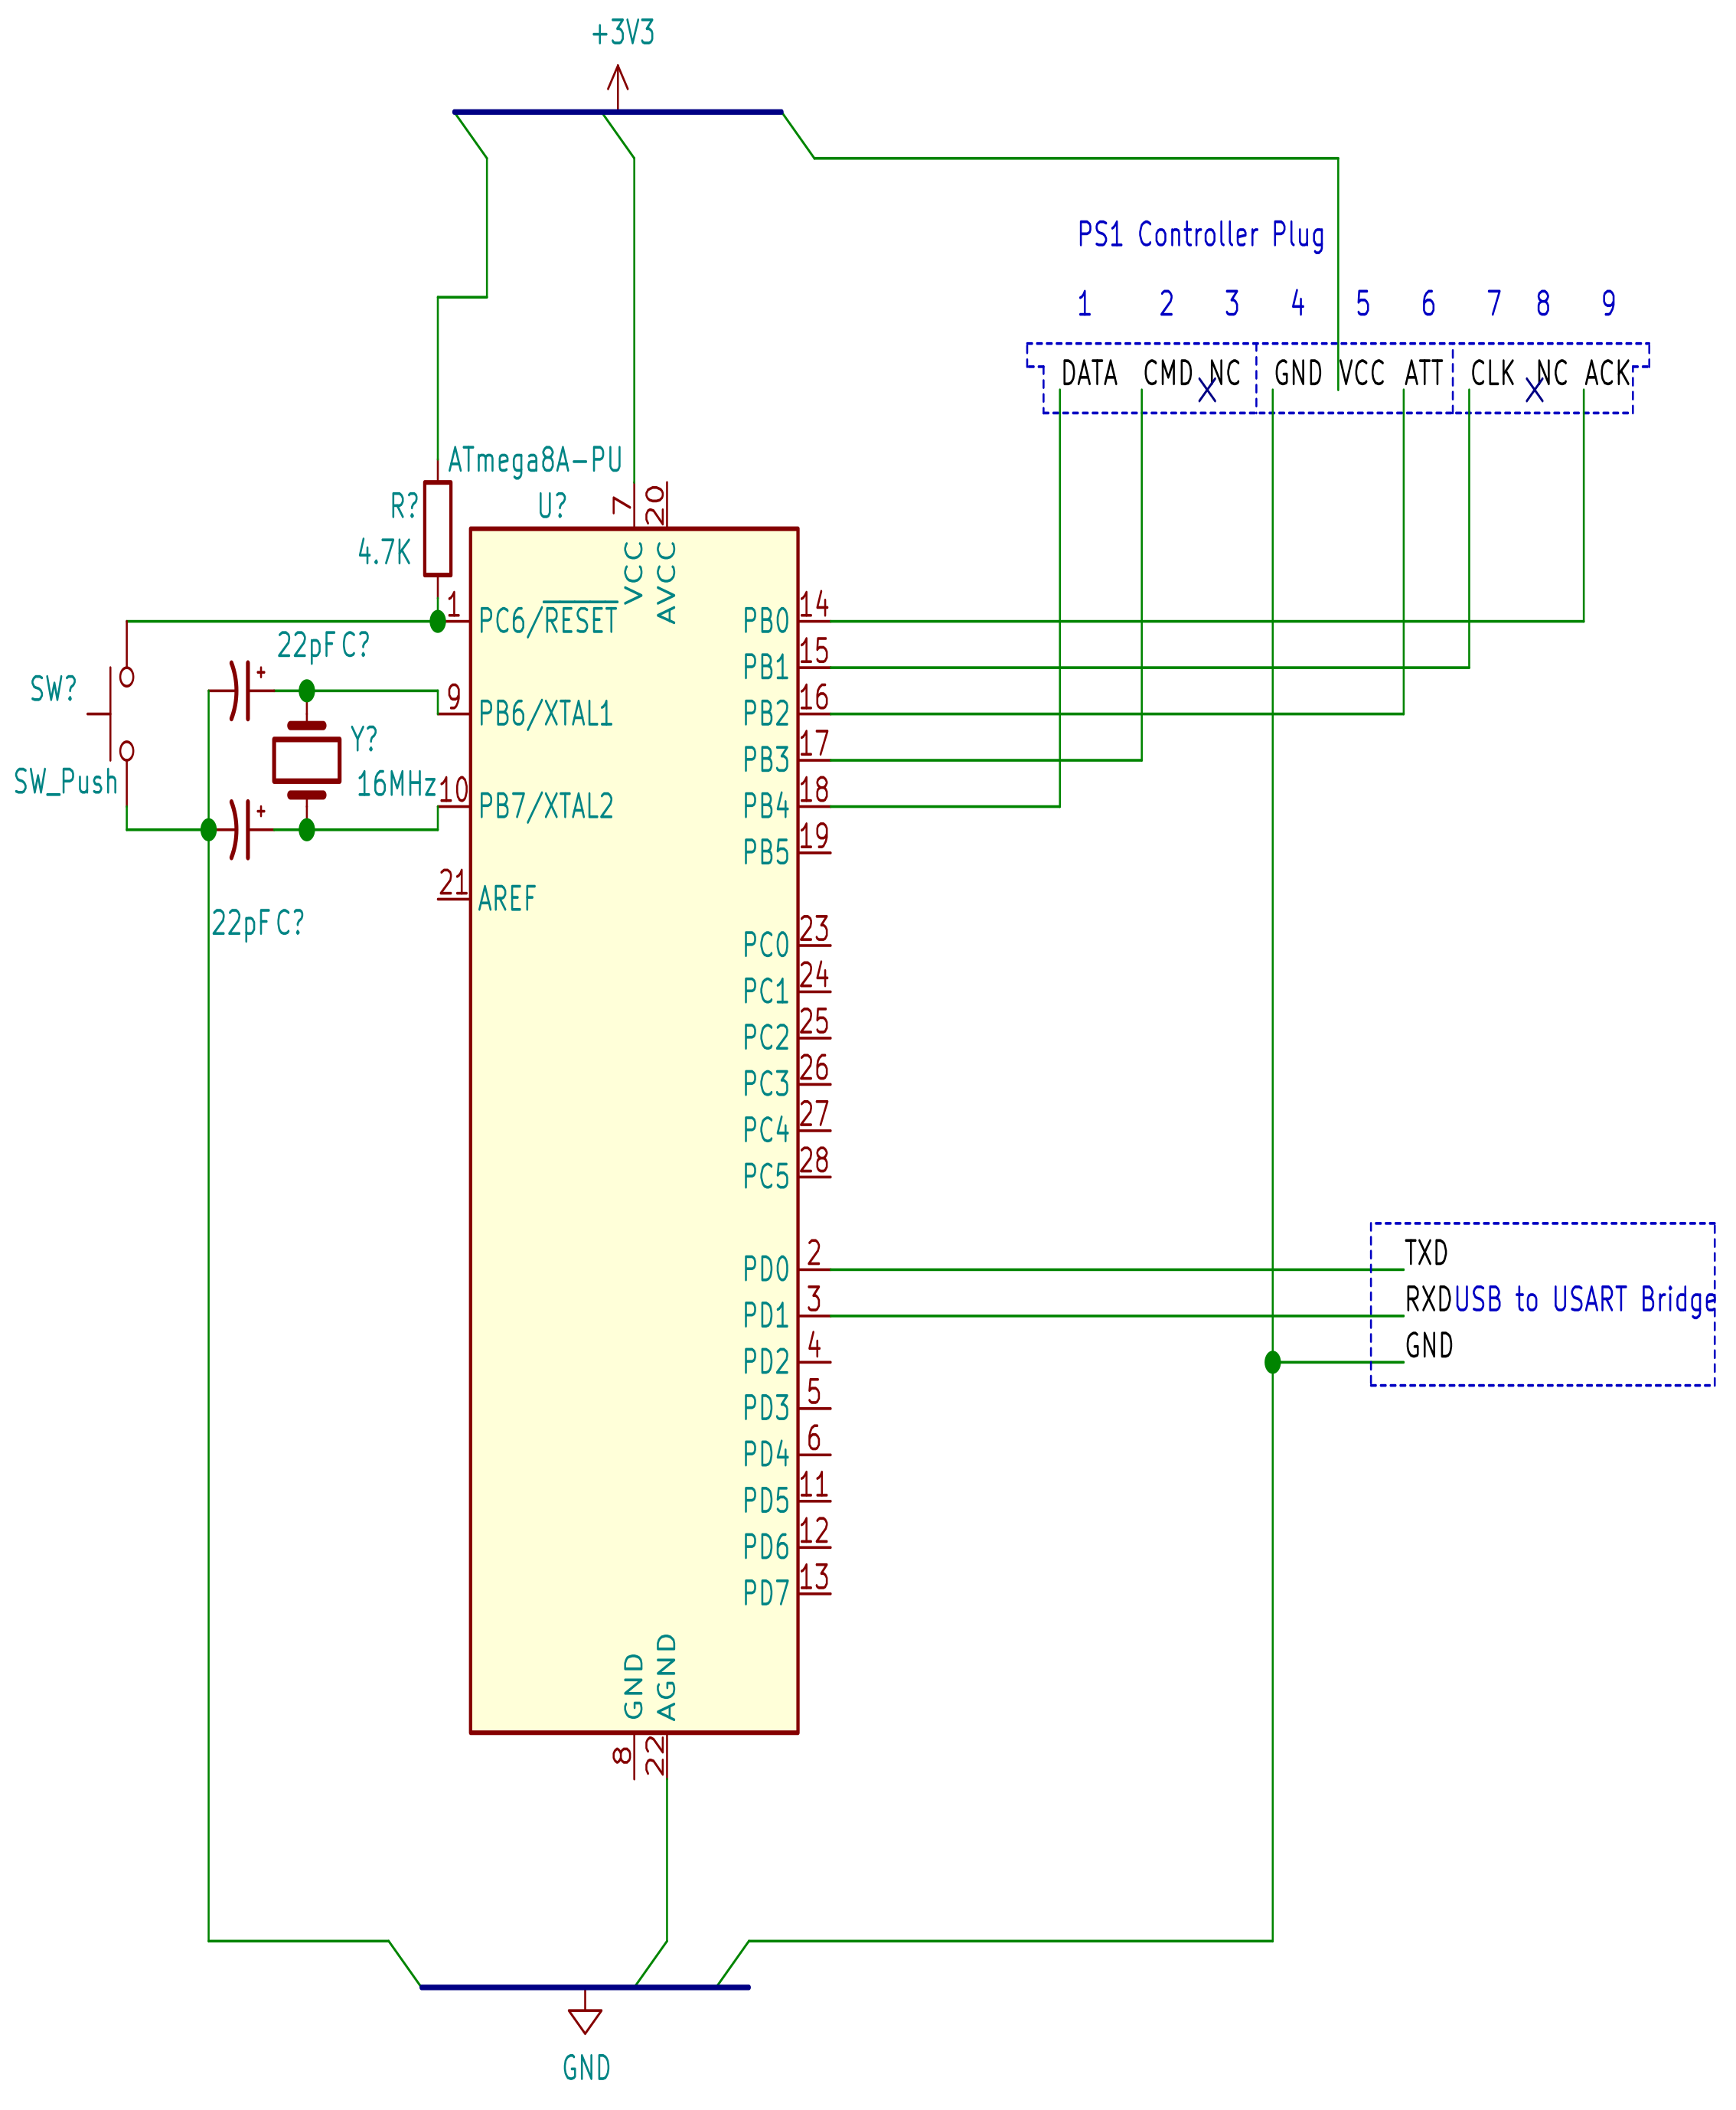 +3V3
PS1 Controller Plug
1 2 3 4 5 6 7 8 9
DATA CMD NC GND VCC ATT CLK NC ACK
ATmega8A-PU
U?
R?
4.7K
7 20
VCC AVCC
1 PC6/RESET
22pF C?
SW?
SW_Push
+
9 PB6/XTAL1
Y?
16MHz
10 PB7/XTAL2
+
22pF C?
21 AREF
PB0 14
PB1 15
PB2 16
PB3 17
PB4 18
PB5 19
PC0 23
PC1 24
PC2 25
PC3 26
PC4 27
PC5 28
PD0 2
PD1 3
PD2 4
PD3 5
PD4 6
PD5 11
PD6 12
PD7 13
TXD
RXD USB to USART Bridge
GND
GND AGND
8 22
GND